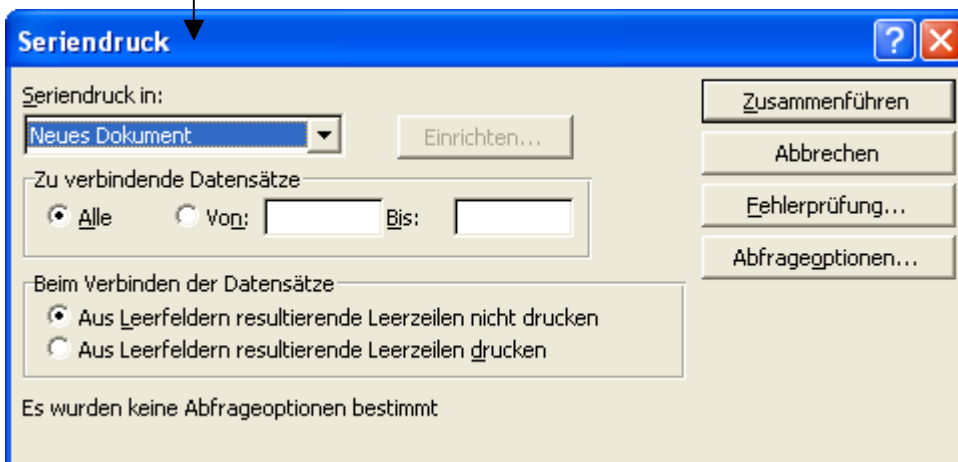 Seriendruck
Seriendruck in:
Neues Dokument
Einrichten...
Zu verbindende Datensätze
Alle Von: Bis:
Beim Verbinden der Datensätze
Aus Leerfeldern resultierende Leerzeilen nicht drucken
Aus Leerfeldern resultierende Leerzeilen drucken
Es wurden keine Abfrageoptionen bestimmt
Zusammenführen
Abbrechen
Fehlerprüfung...
Abfrageoptionen...